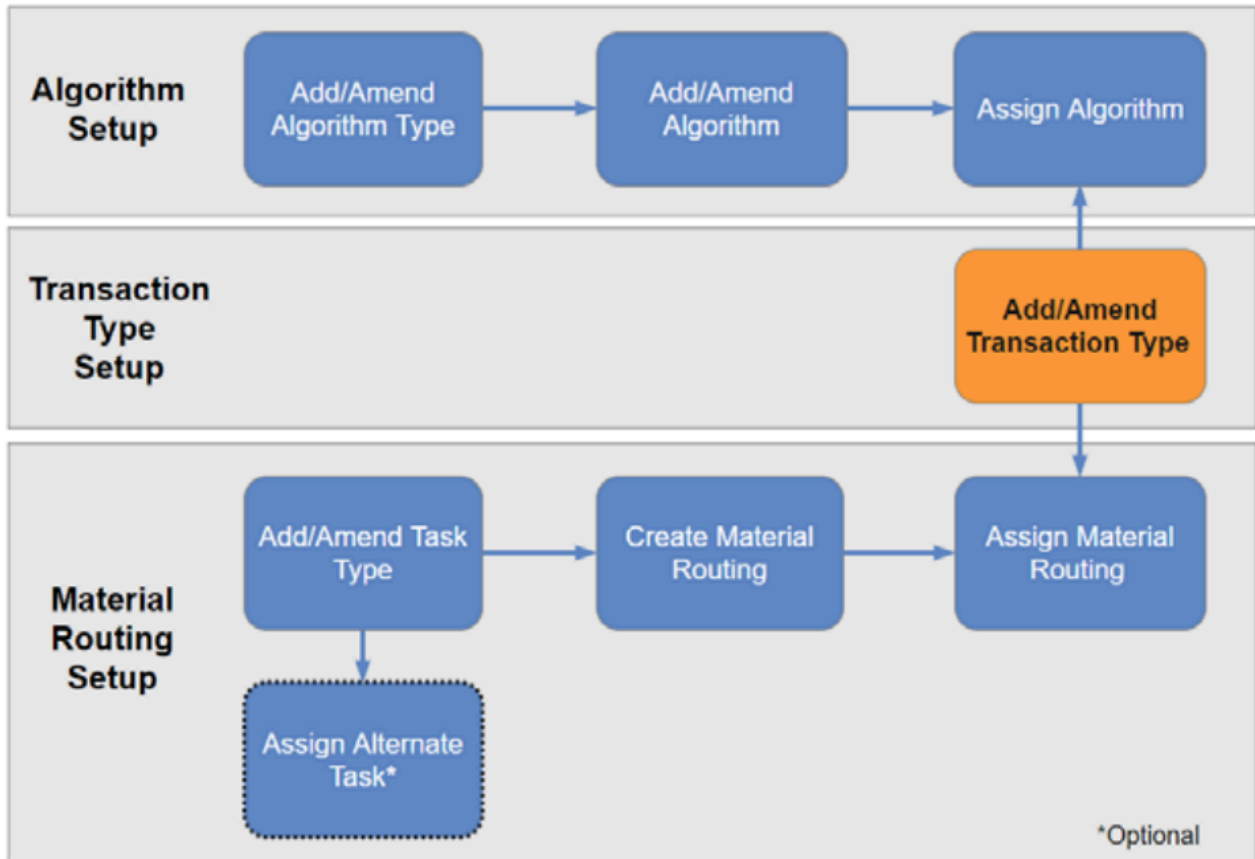 Algorithm
Setup
Add/Amend
Algorithm Type
Add/Amend
Algorithm
Assign Algorithm
Transaction
Type
Setup
Add/Amend
Transaction Type
Material
Routing
Setup
Add/Amend Task
Type
Create Material
Routing
Assign Material
Routing
Assign Alternate
Task*
*Optional